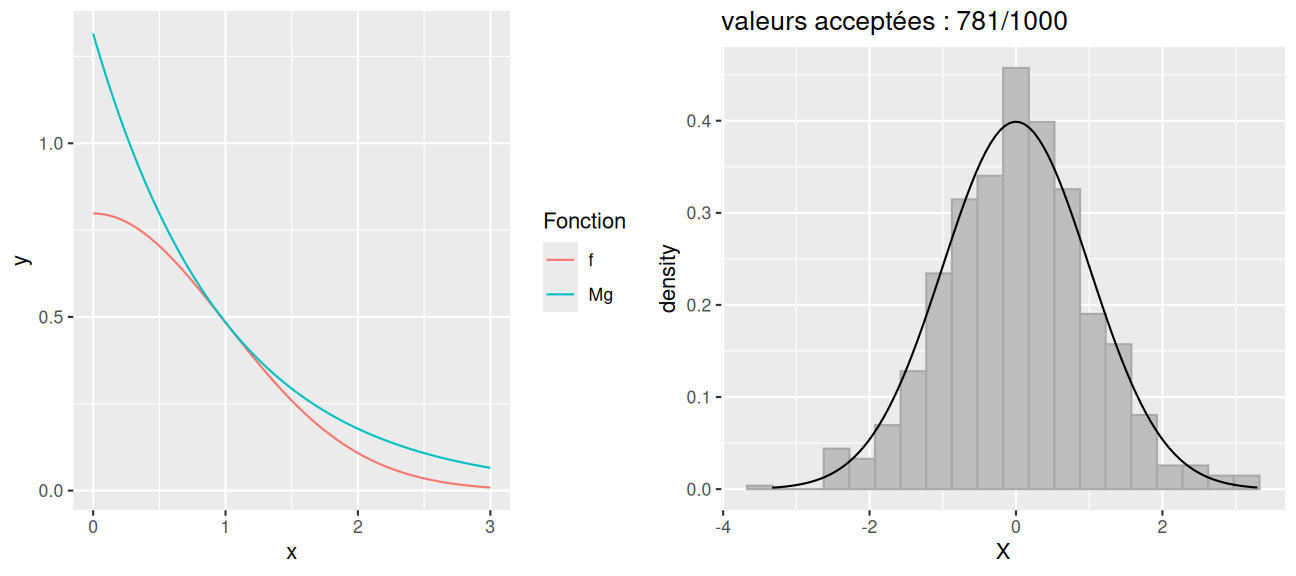 y
1.0
0.5
0.0
0 1 2 3
x
Fonction
f
Mg
valeurs acceptées : 781/1000
density
0.4
0.3
0.2
0.1
0.0
-4 -2 0 2
X